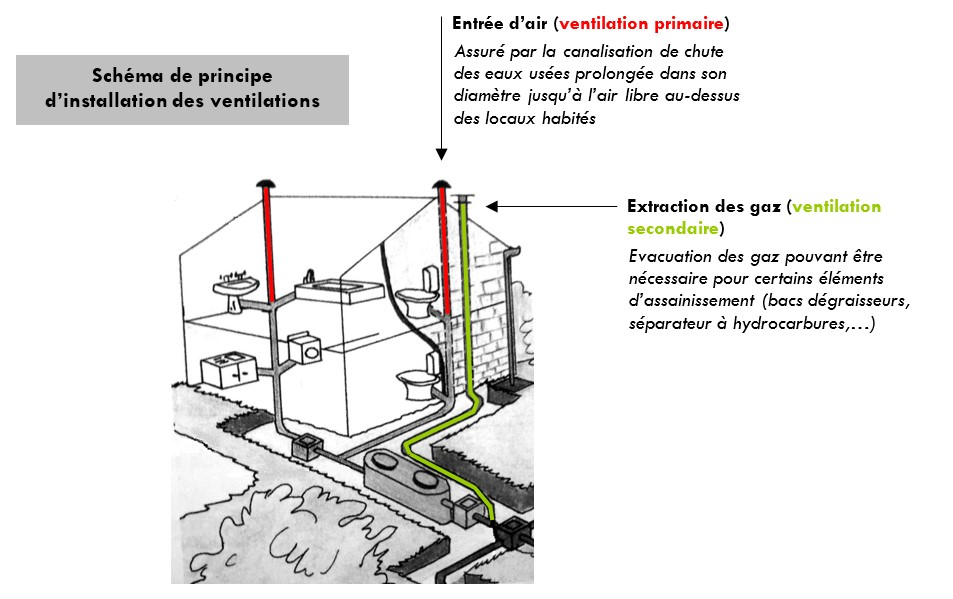 Entrée d'air (ventilation primaire)
Assuré par la canalisation de chute
des eaux usées prolongée dans son
diamètre jusqu'à l'air libre au-dessus
des locaux habités
Schéma de principe
d'installation des ventilations
Extraction des gaz (ventilation
secondaire)
Evacuation des gaz pouvant être
nécessaire pour certains éléments
d'assainissement (bacs dégraisseurs,
séparateur à hydrocarbures,...)